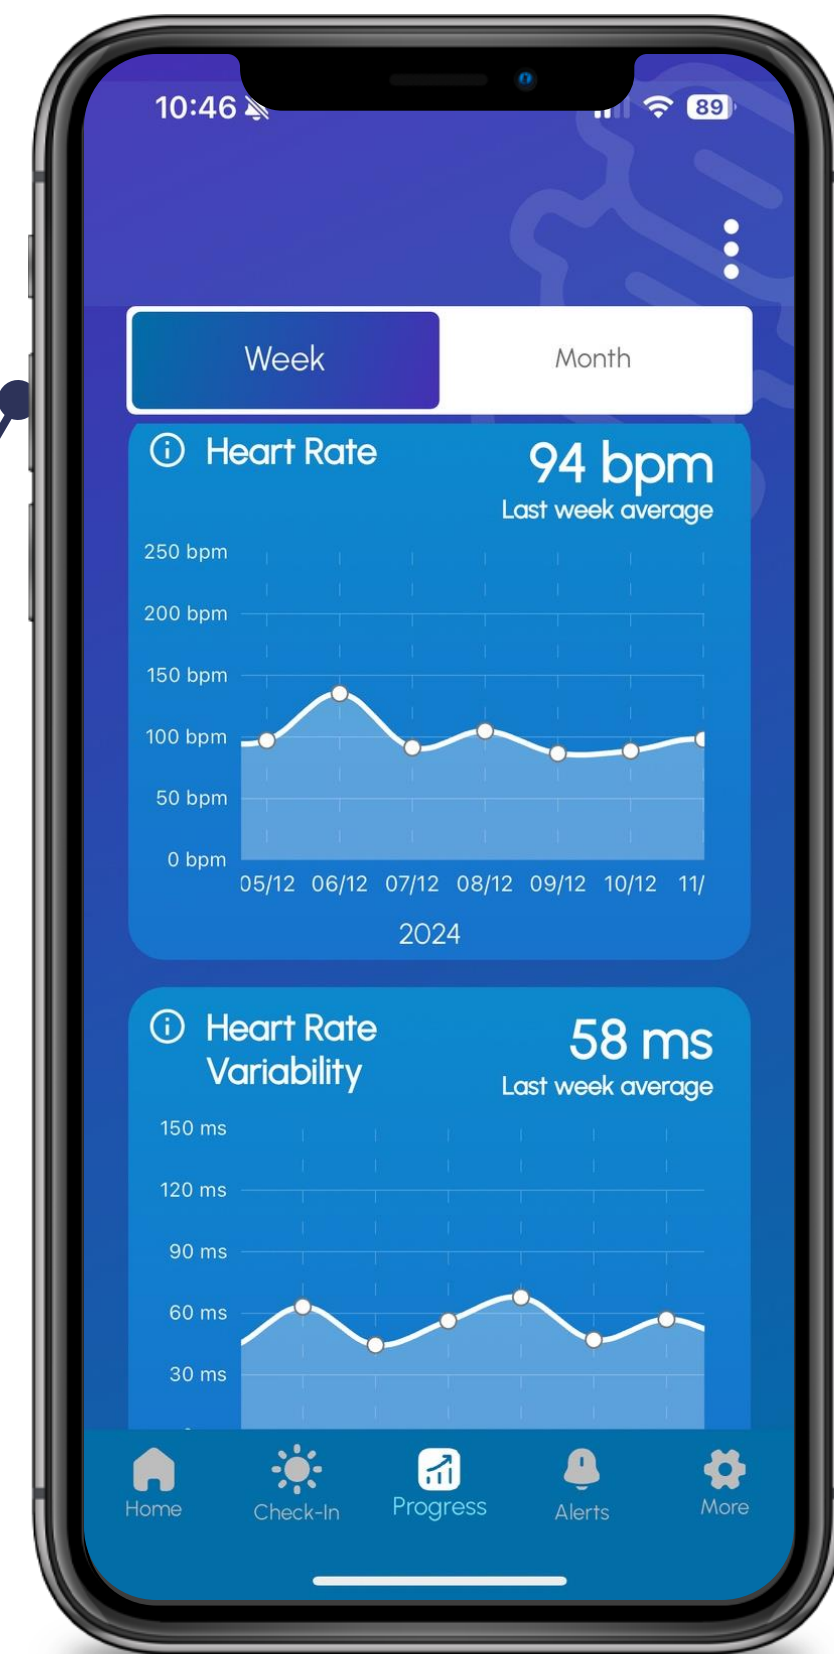 10:46
89
Week
Month
Heart Rate
94 bpm
Last week average
250 bpm
200 bpm
150 bpm
100 bpm
50 bpm
0 bpm
05/12 06/12 07/12 08/12 09/12 10/12 11/
2024
Heart Rate
Variability
58 ms
Last week average
150 ms
120 ms
90 ms
60 ms
30 ms
Home
Check-In
Progress
Alerts
More